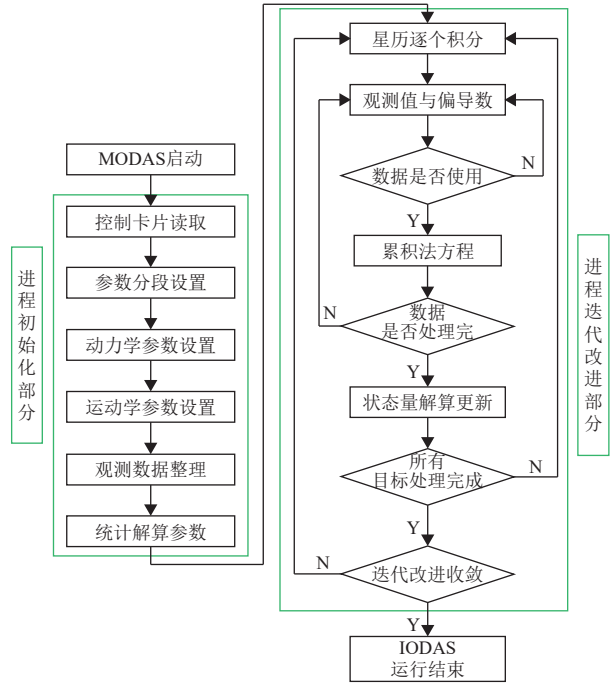 MODAS启动
进程初始化部分
控制卡片读取
参数分段设置
动力学参数设置
运动学参数设置
观测数据整理
统计解算参数
星历逐个积分
观测值与偏导数
数据是否使用
N
Y
累积法方程
数据
是否处理完
N
Y
状态量解算更新
所有
目标处理完成
N
Y
迭代改进收敛
N
Y
IODAS
运行结束
进程迭代改进部分